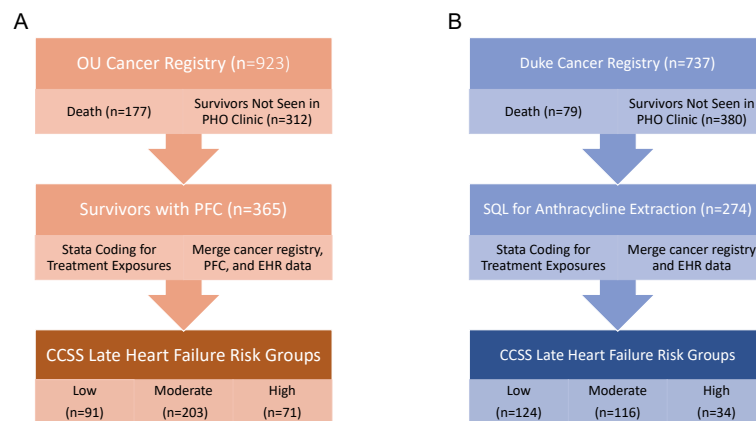 A
OU Cancer Registry (n=923)
Death (n=177)
Survivors Not Seen in
PHO Clinic (n=312)
Survivors with PFC (n=365)
Stata Coding for
Treatment Exposures
Merge cancer registry,
PFC, and EHR data
CCSS Late Heart Failure Risk Groups
Low
(n=91)
Moderate
(n=203)
High
(n=71)
B
Duke Cancer Registry (n=737)
Death (n=79)
Survivors Not Seen in
PHO Clinic (n=380)
SQL for Anthracycline Extraction (n=274)
Stata Coding for
Treatment Exposures
Merge cancer registry
and EHR data
CCSS Late Heart Failure Risk Groups
Low
(n=124)
Moderate
(n=116)
High
(n=34)